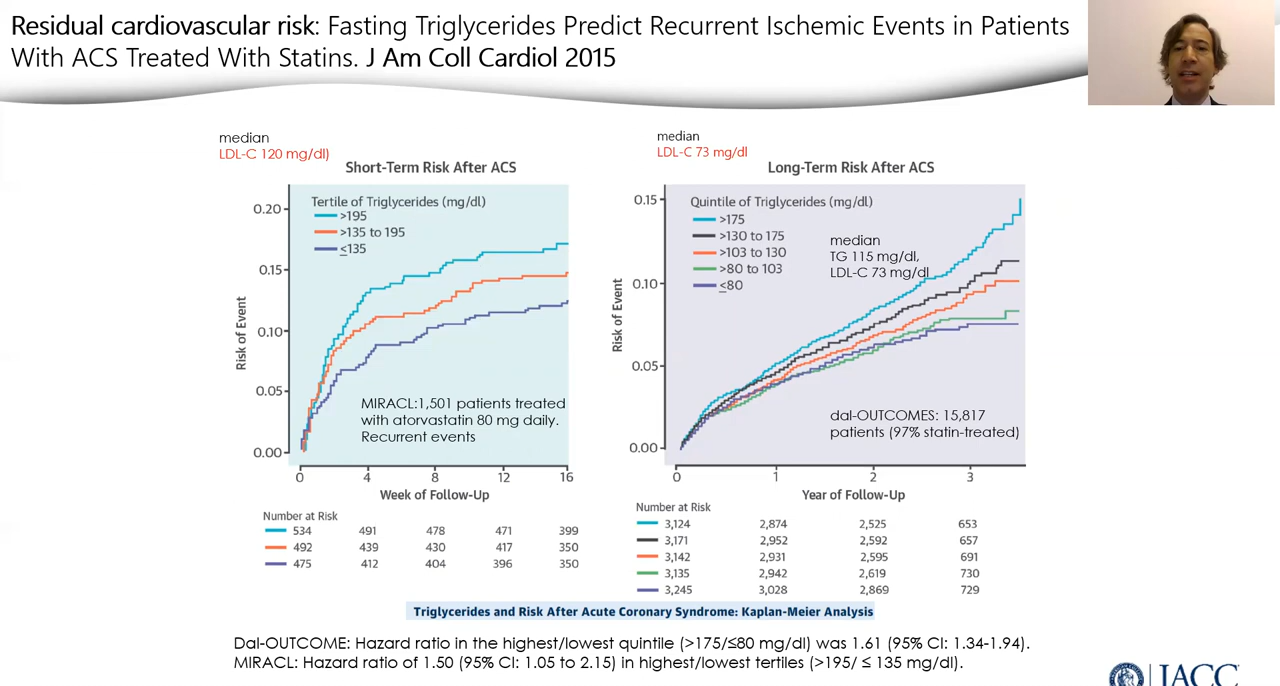 Residual cardiovascular risk: Fasting Triglycerides Predict Recurrent Ischemic Events in Patients
With ACS Treated With Statins. J Am Coll Cardiol 2015
median
LDL-C 120 mg/dl)
Short-Term Risk After ACS
Tertile of Triglycerides (mg/dl)
>195
>135 to 195
≤135
0.20
0.15
0.10
0.05
0.00
Risk of Event
MIRACL:1,501 patients treated
with atorvastatin 80 mg daily.
Recurrent events
0 4 8 12 16
Week of Follow-Up
Number at Risk
534 491 478 471 399
492 439 430 417 350
475 412 404 396 350
median
LDL-C 73 mg/dl
Long-Term Risk After ACS
Quintile of Triglycerides (mg/dl)
>175
>130 to 175
>103 to 130
>80 to 103
≤80
median
TG 115 mg/dl,
LDL-C 73 mg/dl
0.15
0.10
0.05
0.00
Risk of Event
dal-OUTCOMES: 15,817
patients (97% statin-treated)
0 1 2 3
Year of Follow-Up
Number at Risk
3,124 2,874 2,525 653
3,171 2,952 2,592 657
3,142 2,931 2,595 691
3,135 2,942 2,619 730
3,245 3,028 2,869 729
Triglycerides and Risk After Acute Coronary Syndrome: Kaplan-Meier Analysis
Dal-OUTCOME: Hazard ratio in the highest/lowest quintile (>175/≤80 mg/dl) was 1.61 (95% CI: 1.34-1.94).
MIRACL: Hazard ratio of 1.50 (95% CI: 1.05 to 2.15) in highest/lowest tertiles (>195/ ≤ 135 mg/dl).
JACC